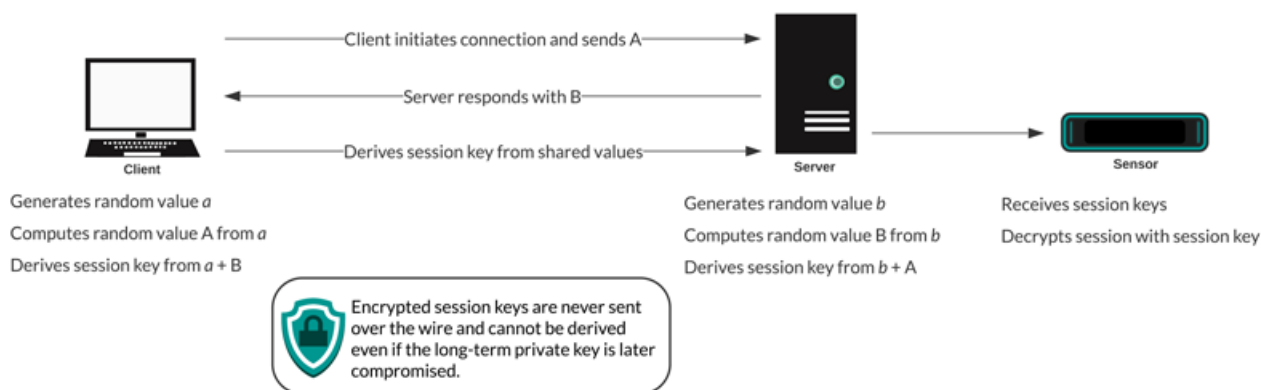 Client initiates connection and sends A
Server responds with B
Derives session key from shared values
Client
Server
Sensor
Generates random value a
Computes random value A from a
Derives session key from a + B
Generates random value b
Computes random value B from b
Derives session key from b + A
Receives session keys
Decrypts session with session key
Encrypted session keys are never sent
over the wire and cannot be derived
even if the long-term private key is later
compromised.